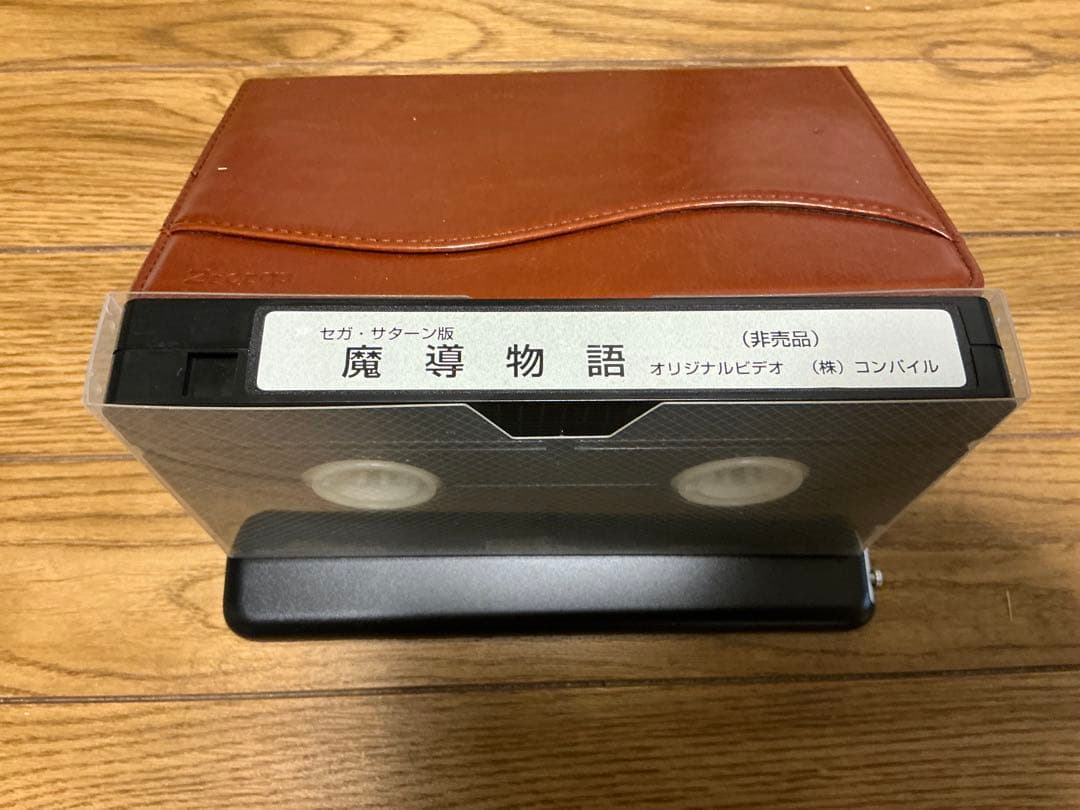 セガ・サターン版
魔導物語
(非売品)
オリジナルビデオ (株)コンパイル